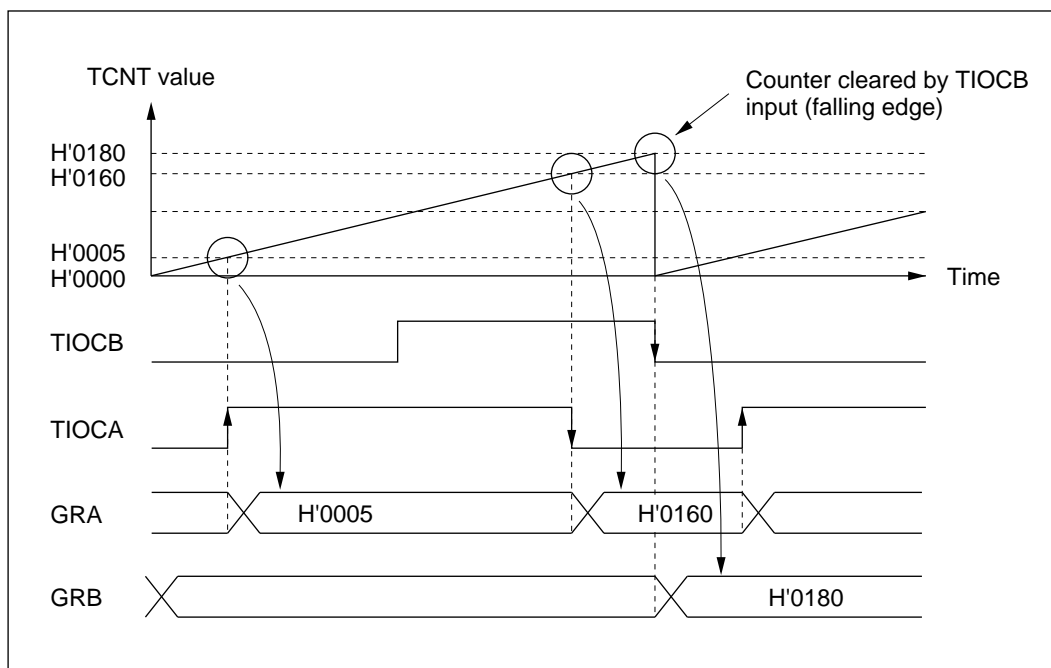 TCNT value
Counter cleared by TIOCB
input (falling edge)
H'0180
H'0160
H'0005
H'0000
Time
TIOCB
TIOCA
GRA
H'0005
H'0160
GRB
H'0180